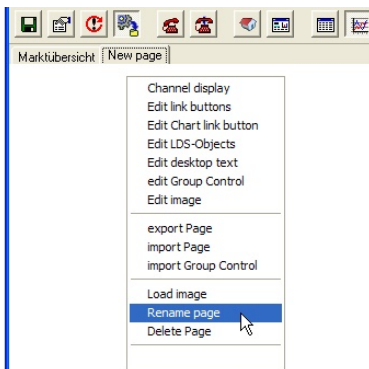 Marktübersicht New page
Channel display
Edit link buttons
Edit Chart link button
Edit LDS-Objects
Edit desktop text
edit Group Control
Edit image
export Page
import Page
import Group Control
Load image
Rename page
Delete Page